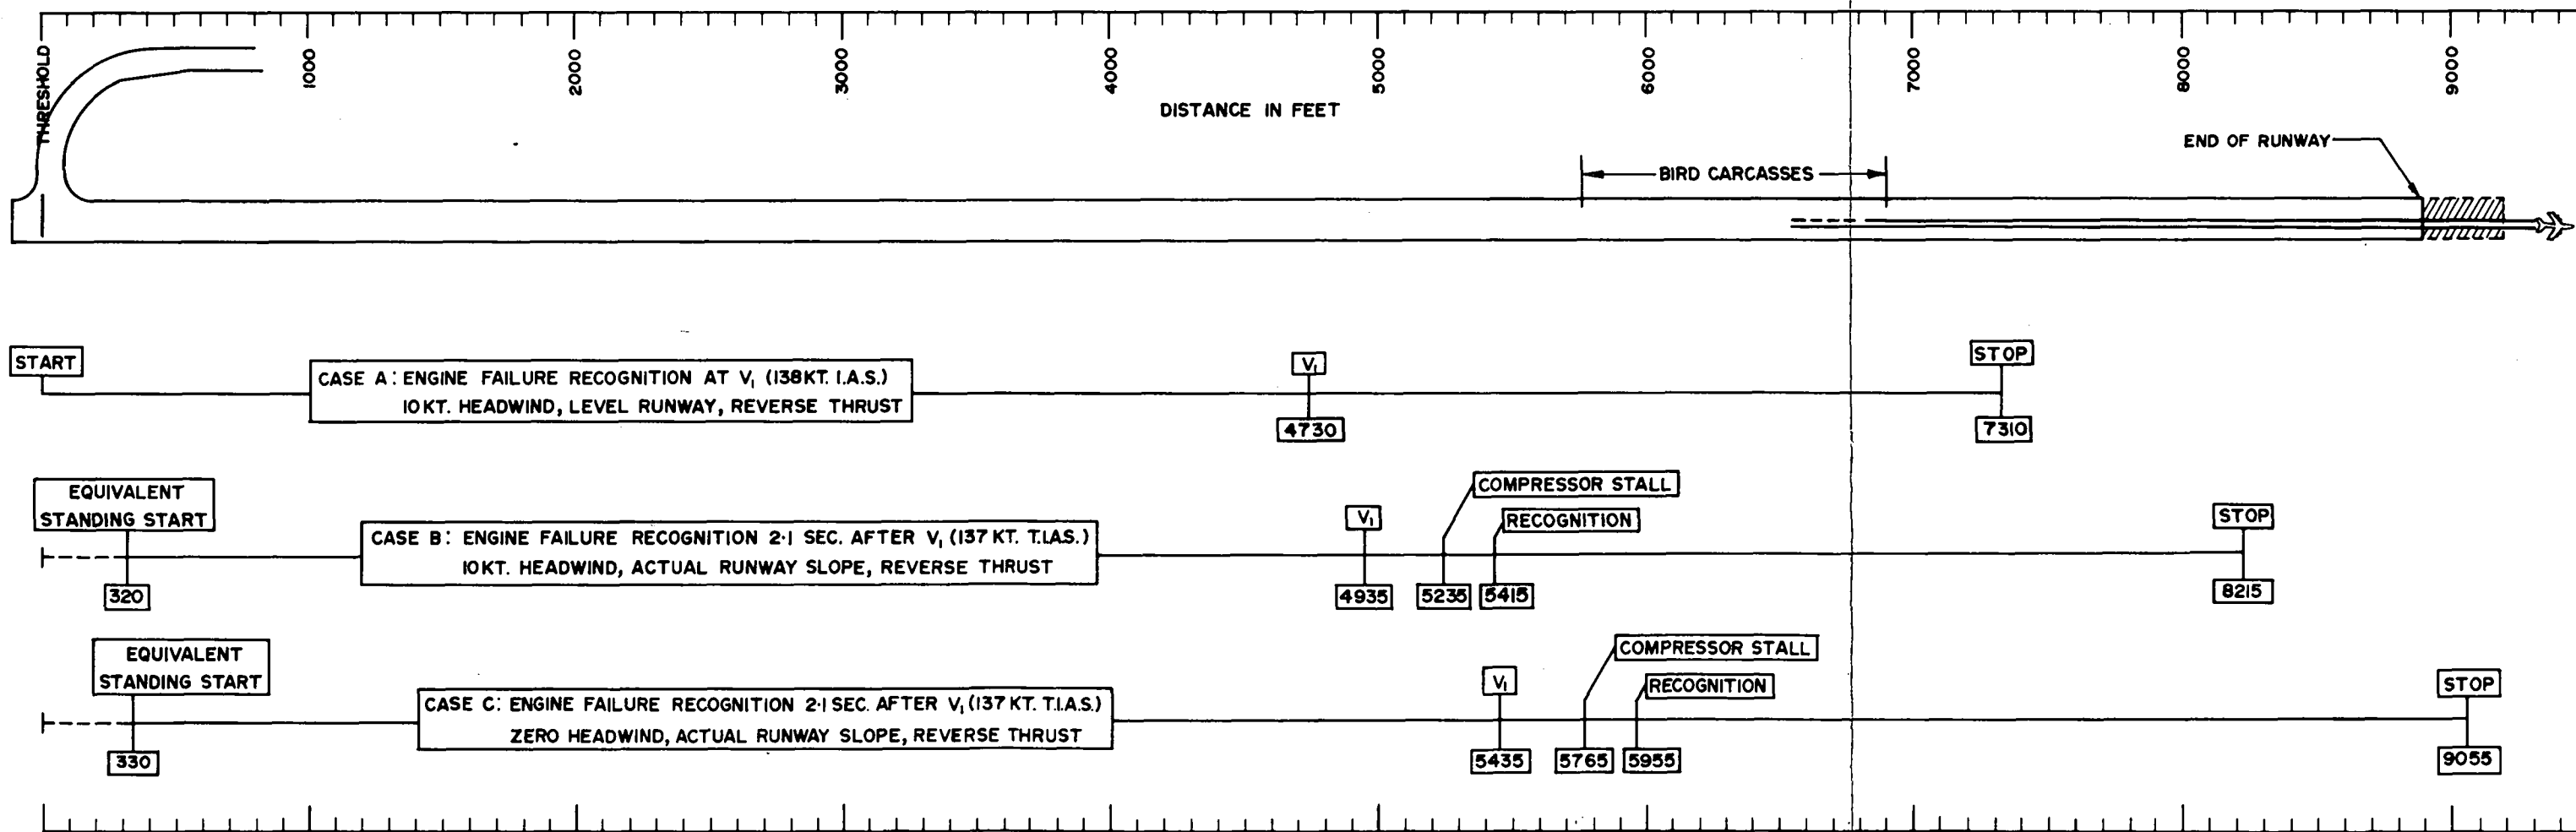 THRESHOLD
1000
2000
3000
4000
5000
6000
7000
8000
9000
DISTANCE IN FEET
END OF RUNWAY
BIRD CARCASSES
START
CASE A: ENGINE FAILURE RECOGNITION AT V₁ (138KT. I.A.S.)
10KT. HEADWIND, LEVEL RUNWAY, REVERSE THRUST
V₁
STOP
4730
7310
EQUIVALENT
STANDING START
CASE B: ENGINE FAILURE RECOGNITION 2·1 SEC. AFTER V₁ (137 KT. T.I.A.S.)
10KT. HEADWIND, ACTUAL RUNWAY SLOPE, REVERSE THRUST
V₁
COMPRESSOR STALL
RECOGNITION
STOP
320
4935
5235
5415
8215
EQUIVALENT
STANDING START
CASE C: ENGINE FAILURE RECOGNITION 2·1 SEC. AFTER V₁ (137 KT. T.I.A.S.)
ZERO HEADWIND, ACTUAL RUNWAY SLOPE, REVERSE THRUST
V₁
COMPRESSOR STALL
RECOGNITION
STOP
330
5435
5765
5955
9055